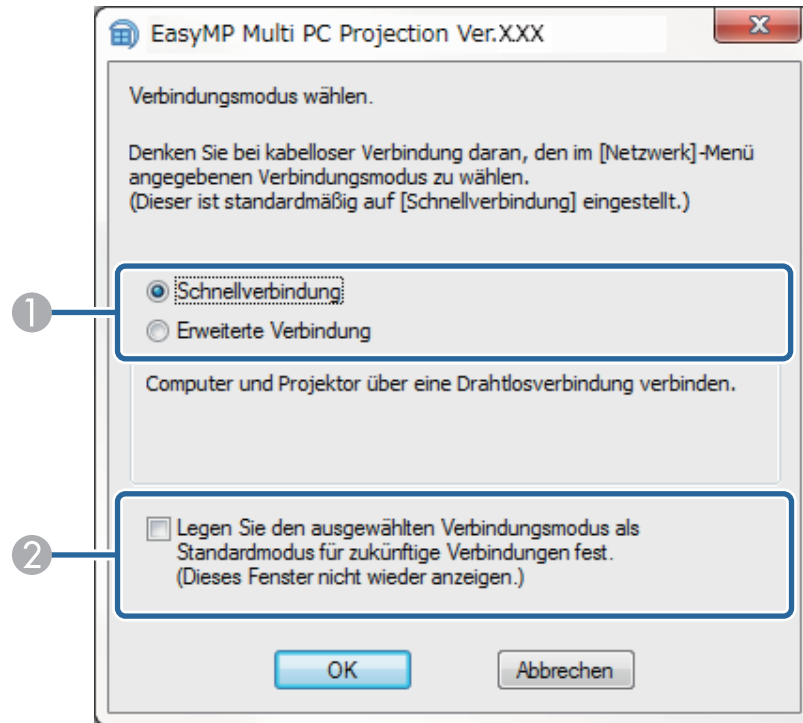 EasyMP Multi PC Projection Ver.X.XX
Verbindungsmodus wählen.
Denken Sie bei kabelloser Verbindung daran, den im [Netzwerk]-Menü
angegebenen Verbindungsmodus zu wählen.
(Dieser ist standardmäßig auf [Schnellverbindung] eingestellt.)
1
Schnellverbindung
Erweiterte Verbindung
Computer und Projektor über eine Drahtlosverbindung verbinden.
2
Legen Sie den ausgewählten Verbindungsmodus als
Standardmodus für zukünftige Verbindungen fest.
(Dieses Fenster nicht wieder anzeigen.)
OK
Abbrechen